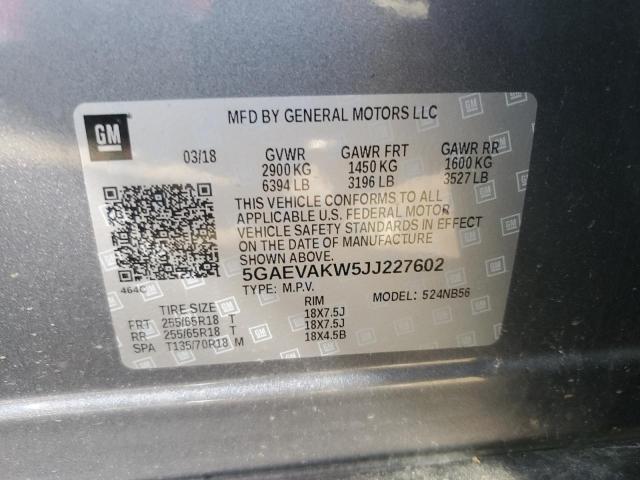 GM
MFD BY GENERAL MOTORS LLC
03/18 GVWR GAWR FRT GAWR RR
2900 KG 1450 KG 1600 KG
6394 LB 3196 LB 3527 LB
THIS VEHICLE CONFORMS TO ALL
APPLICABLE U.S. FEDERAL MOTOR
VEHICLE SAFETY STANDARDS IN EFFECT
ON THE DATE OF MANUFACTURE
SHOWN ABOVE.
464C 5GAEVAKW5JJ227602
TYPE: M.P.V. MODEL: 524NB56
TIRE SIZE RIM
FRT 255/65R18 T 18X7.5J
RR 255/65R18 T 18X7.5J
SPA T135/70R18 M 18X4.5B